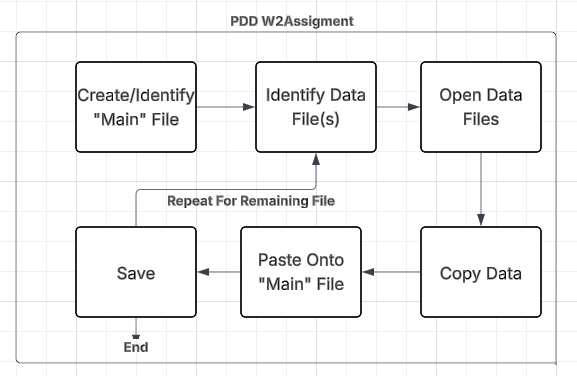 PDD W2Assigment
Create/Identify
"Main" File
Identify Data
File(s)
Open Data
Files
Repeat For Remaining File
Save
Paste Onto
"Main" File
Copy Data
End